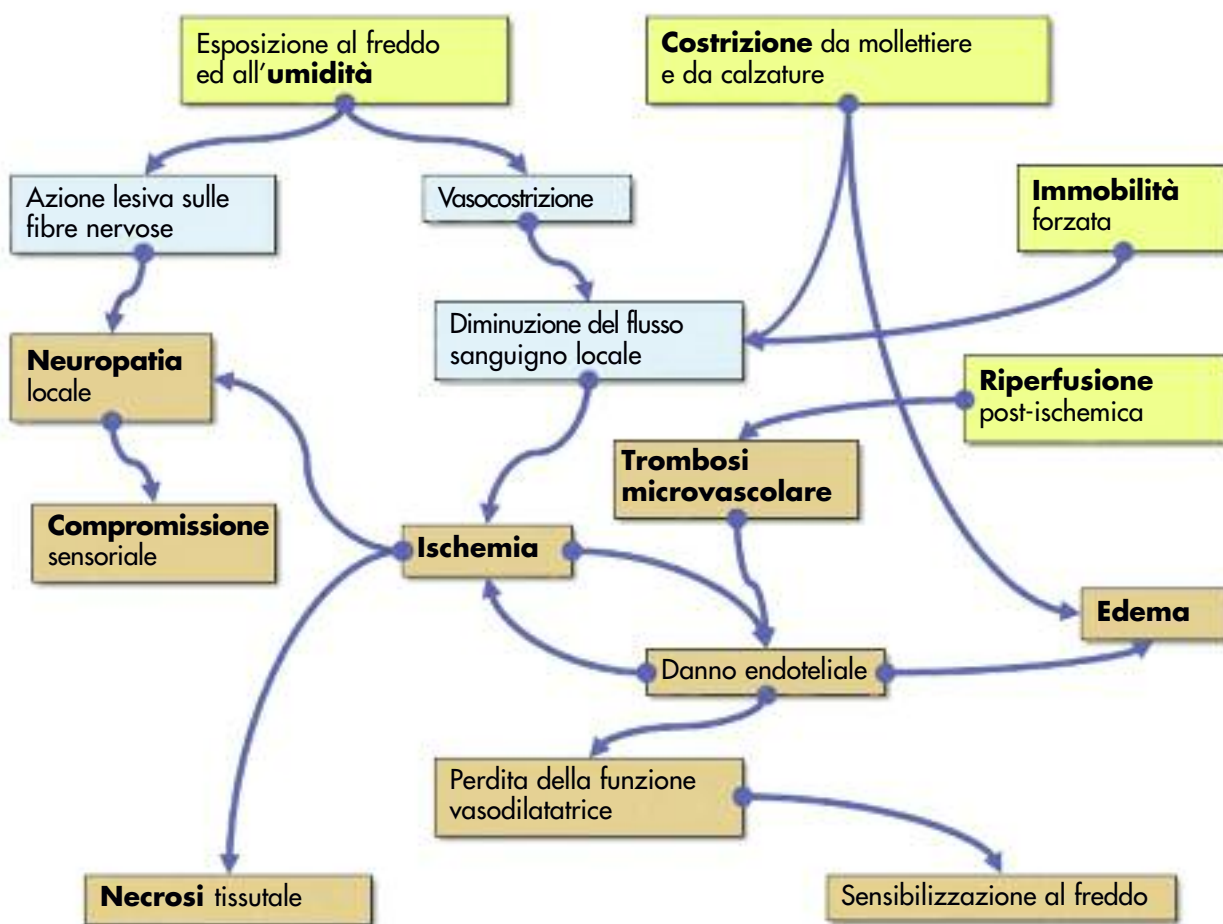 Esposizione al freddo
ed all'umidità
Costrizione da mollettiere
e da calzature
Azione lesiva sulle
fibre nervose
Vasocostrizione
Immobilità
forzata
Diminuzione del flusso
sanguigno locale
Neuropatia
locale
Riperfusione
post-ischemica
Trombosi
microvascolare
Compromissione
sensoriale
Ischemia
Edema
Danno endoteliale
Perdita della funzione
vasodilatatrice
Necrosi tissutale
Sensibilizzazione al freddo